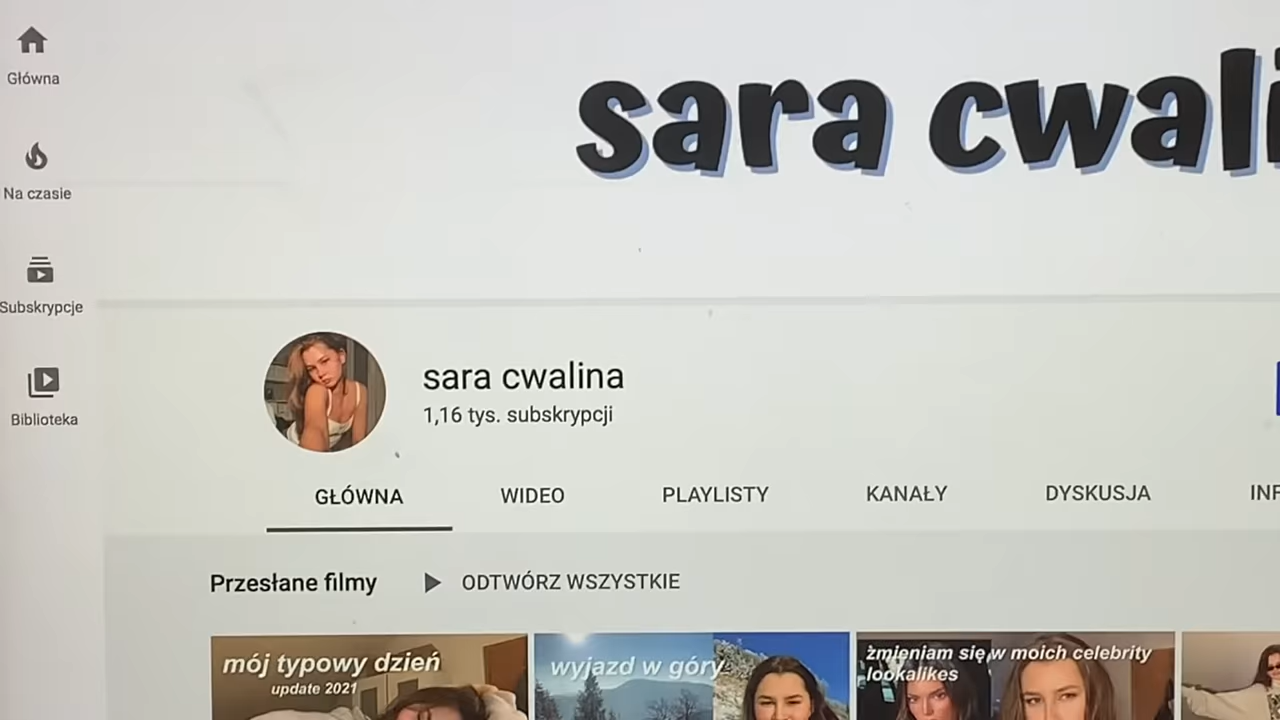 Główna
Na czasie
Subskrypcje
Biblioteka
sara cwali
sara cwalina
1,16 tys. subskrypcji
GŁÓWNA
WIDEO
PLAYLISTY
KANAŁY
DYSKUSJA
INF
Przesłane filmy
ODTWÓRZ WSZYSTKIE
mój typowy dzień
update 2021
wyjazd w góry
zmieniam się w moich celebrity
lookalikes